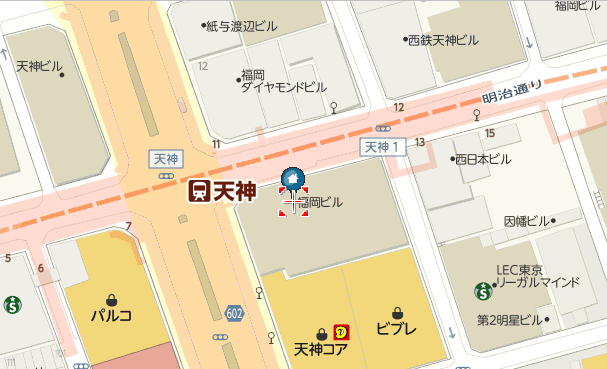 紙与渡辺ビル
福岡ビル
西鉄天神ビル
天神ビル
12
福岡
ダイヤモンドビル
明治通り
12
11
13
15
天神
天神 1
西日本ビル
天神
福岡ビル
因幡ビル
7
5
6
LEC東京
リーガルマインド
602
パルコ
ビブレ
天神コア
第2明星ビル